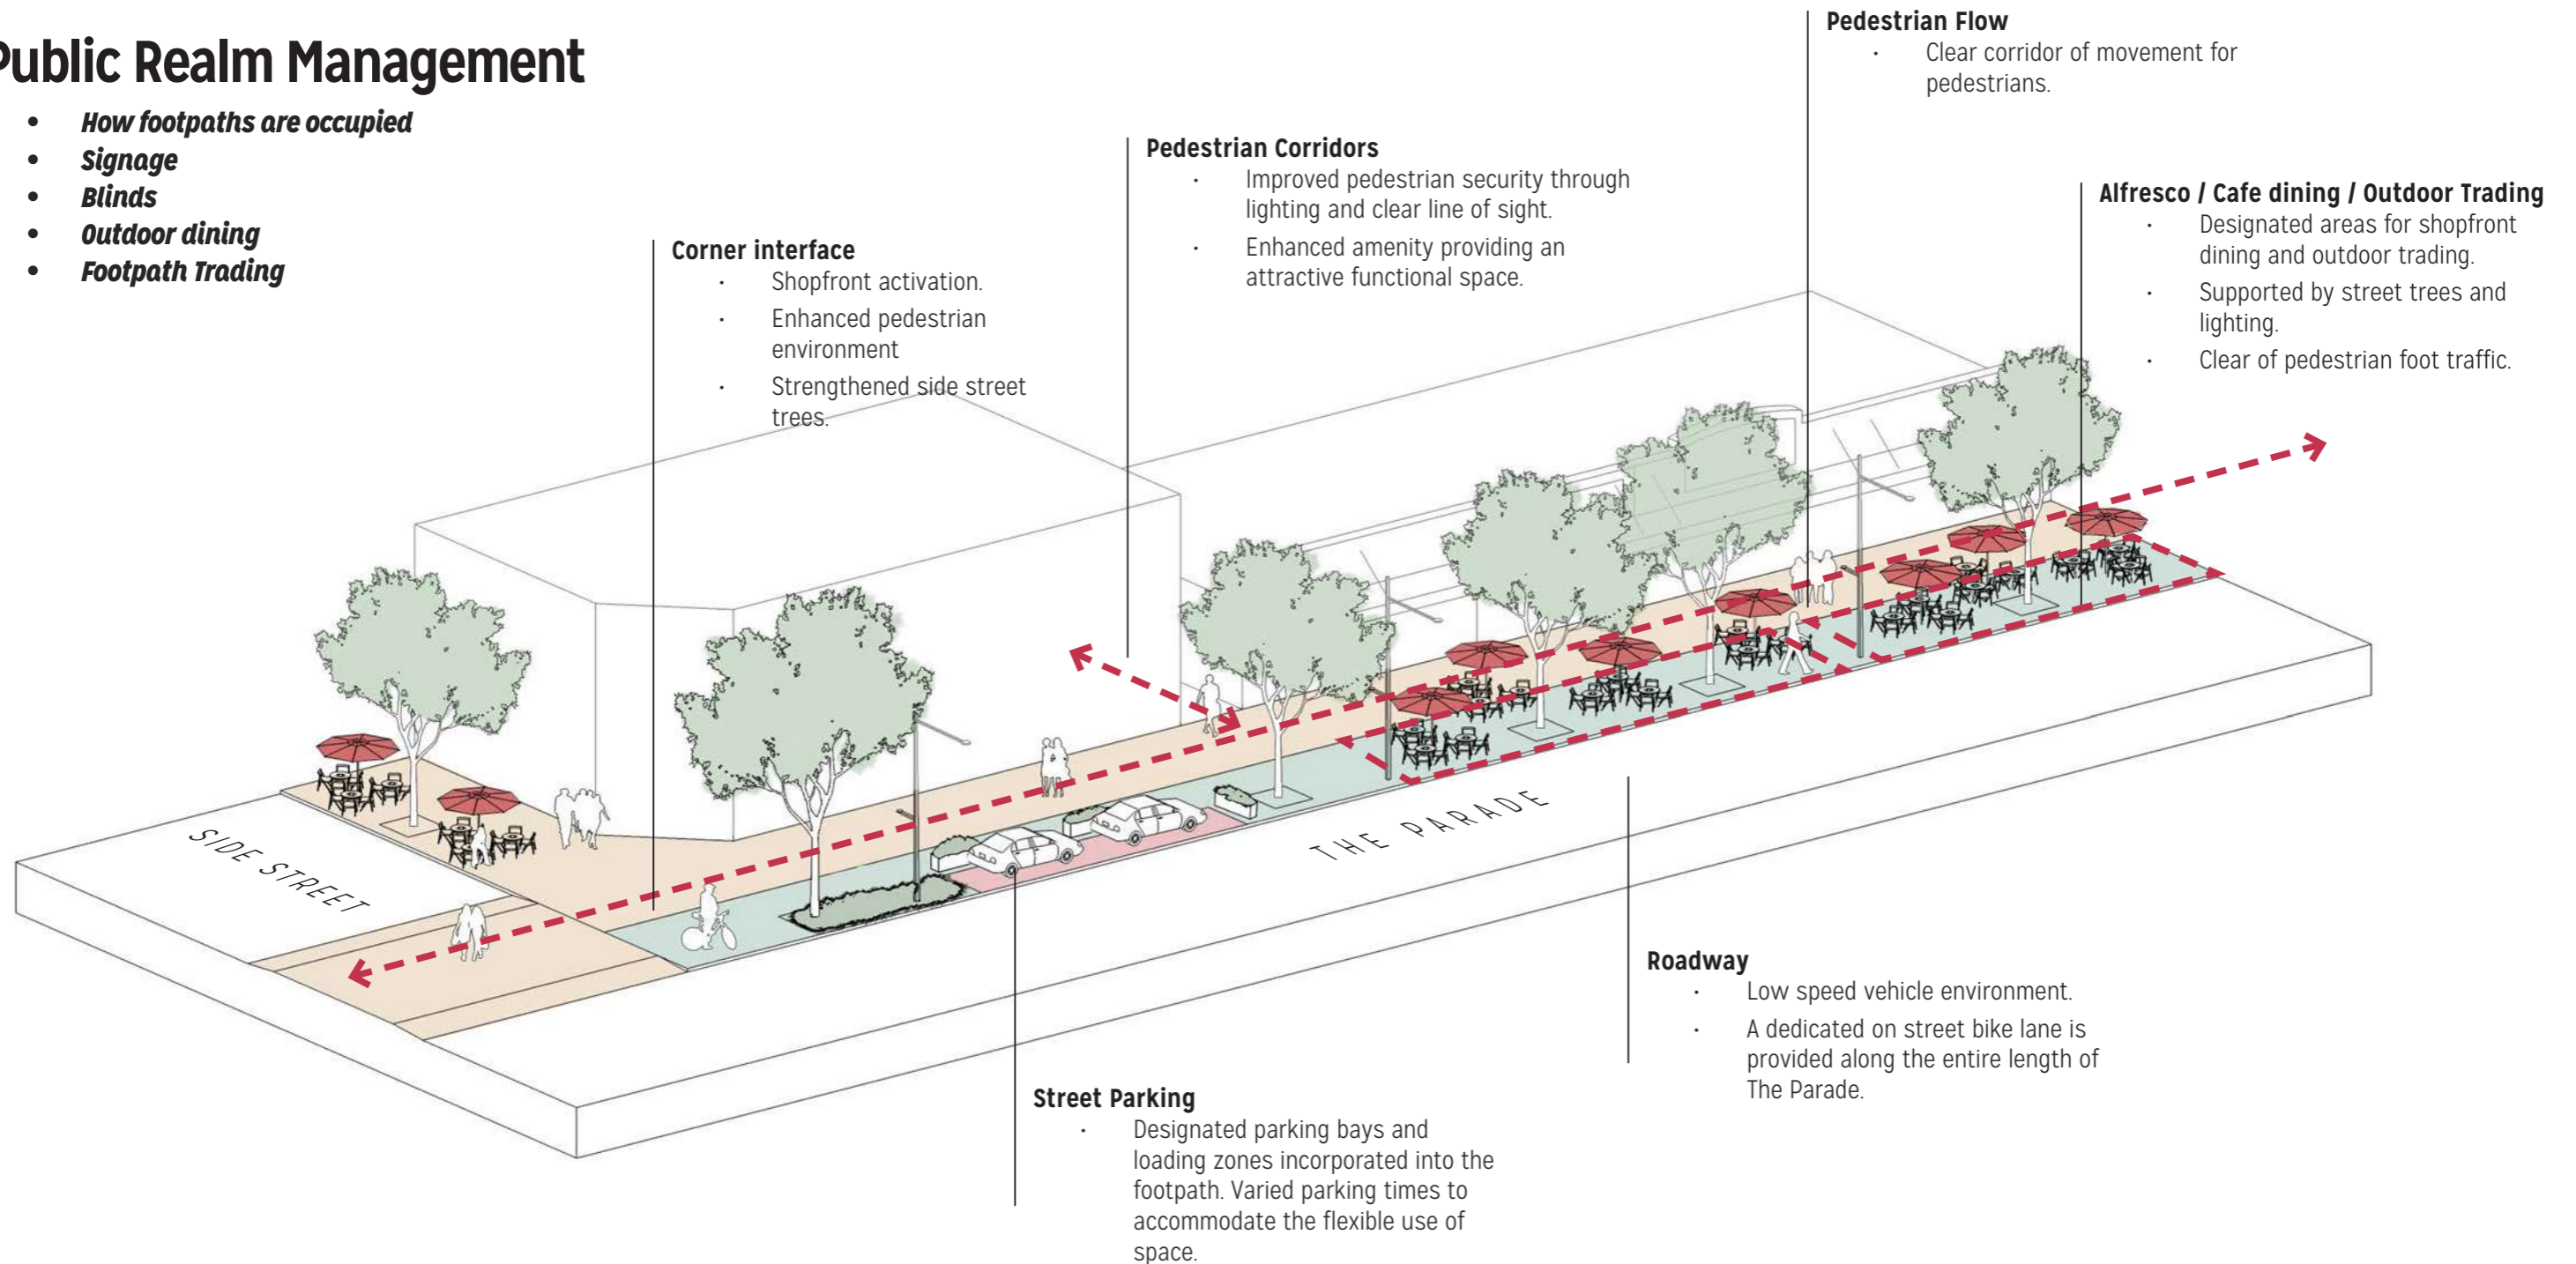 Public Realm Management
• How footpaths are occupied
• Signage
• Blinds
• Outdoor dining
• Footpath Trading
Corner interface
· Shopfront activation.
· Enhanced pedestrian
environment
· Strengthened side street
trees.
Pedestrian Corridors
· Improved pedestrian security through
lighting and clear line of sight.
· Enhanced amenity providing an
attractive functional space.
Pedestrian Flow
· Clear corridor of movement for
pedestrians.
Alfresco / Cafe dining / Outdoor Trading
· Designated areas for shopfront
dining and outdoor trading.
· Supported by street trees and
lighting.
· Clear of pedestrian foot traffic.
SIDE STREET
THE PARADE
Roadway
· Low speed vehicle environment.
· A dedicated on street bike lane is
provided along the entire length of
The Parade.
Street Parking
· Designated parking bays and
loading zones incorporated into the
footpath. Varied parking times to
accommodate the flexible use of
space.